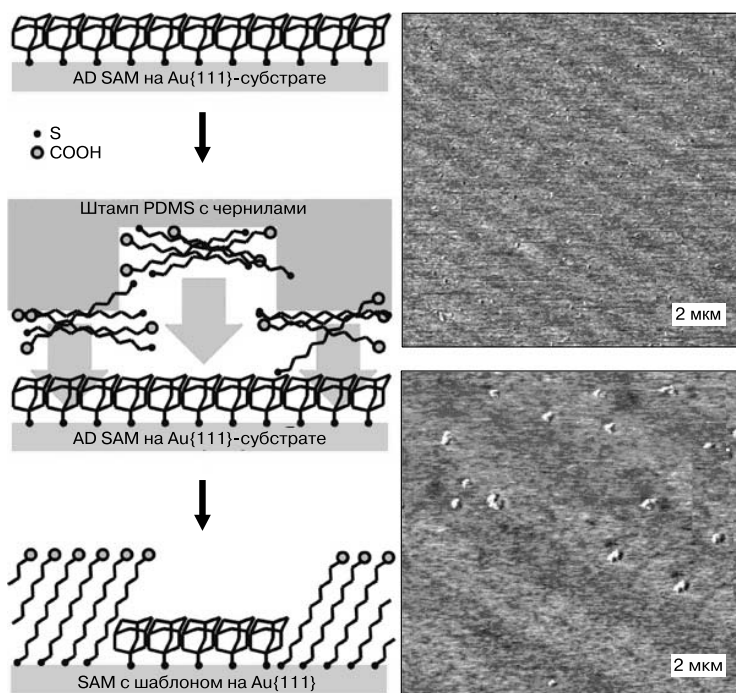 AD SAM на Au{111}-субстрате
S
COOH
Штамп PDMS с чернилами
AD SAM на Au{111}-субстрате
SAM с шаблоном на Au{111}
2 мкм
2 мкм